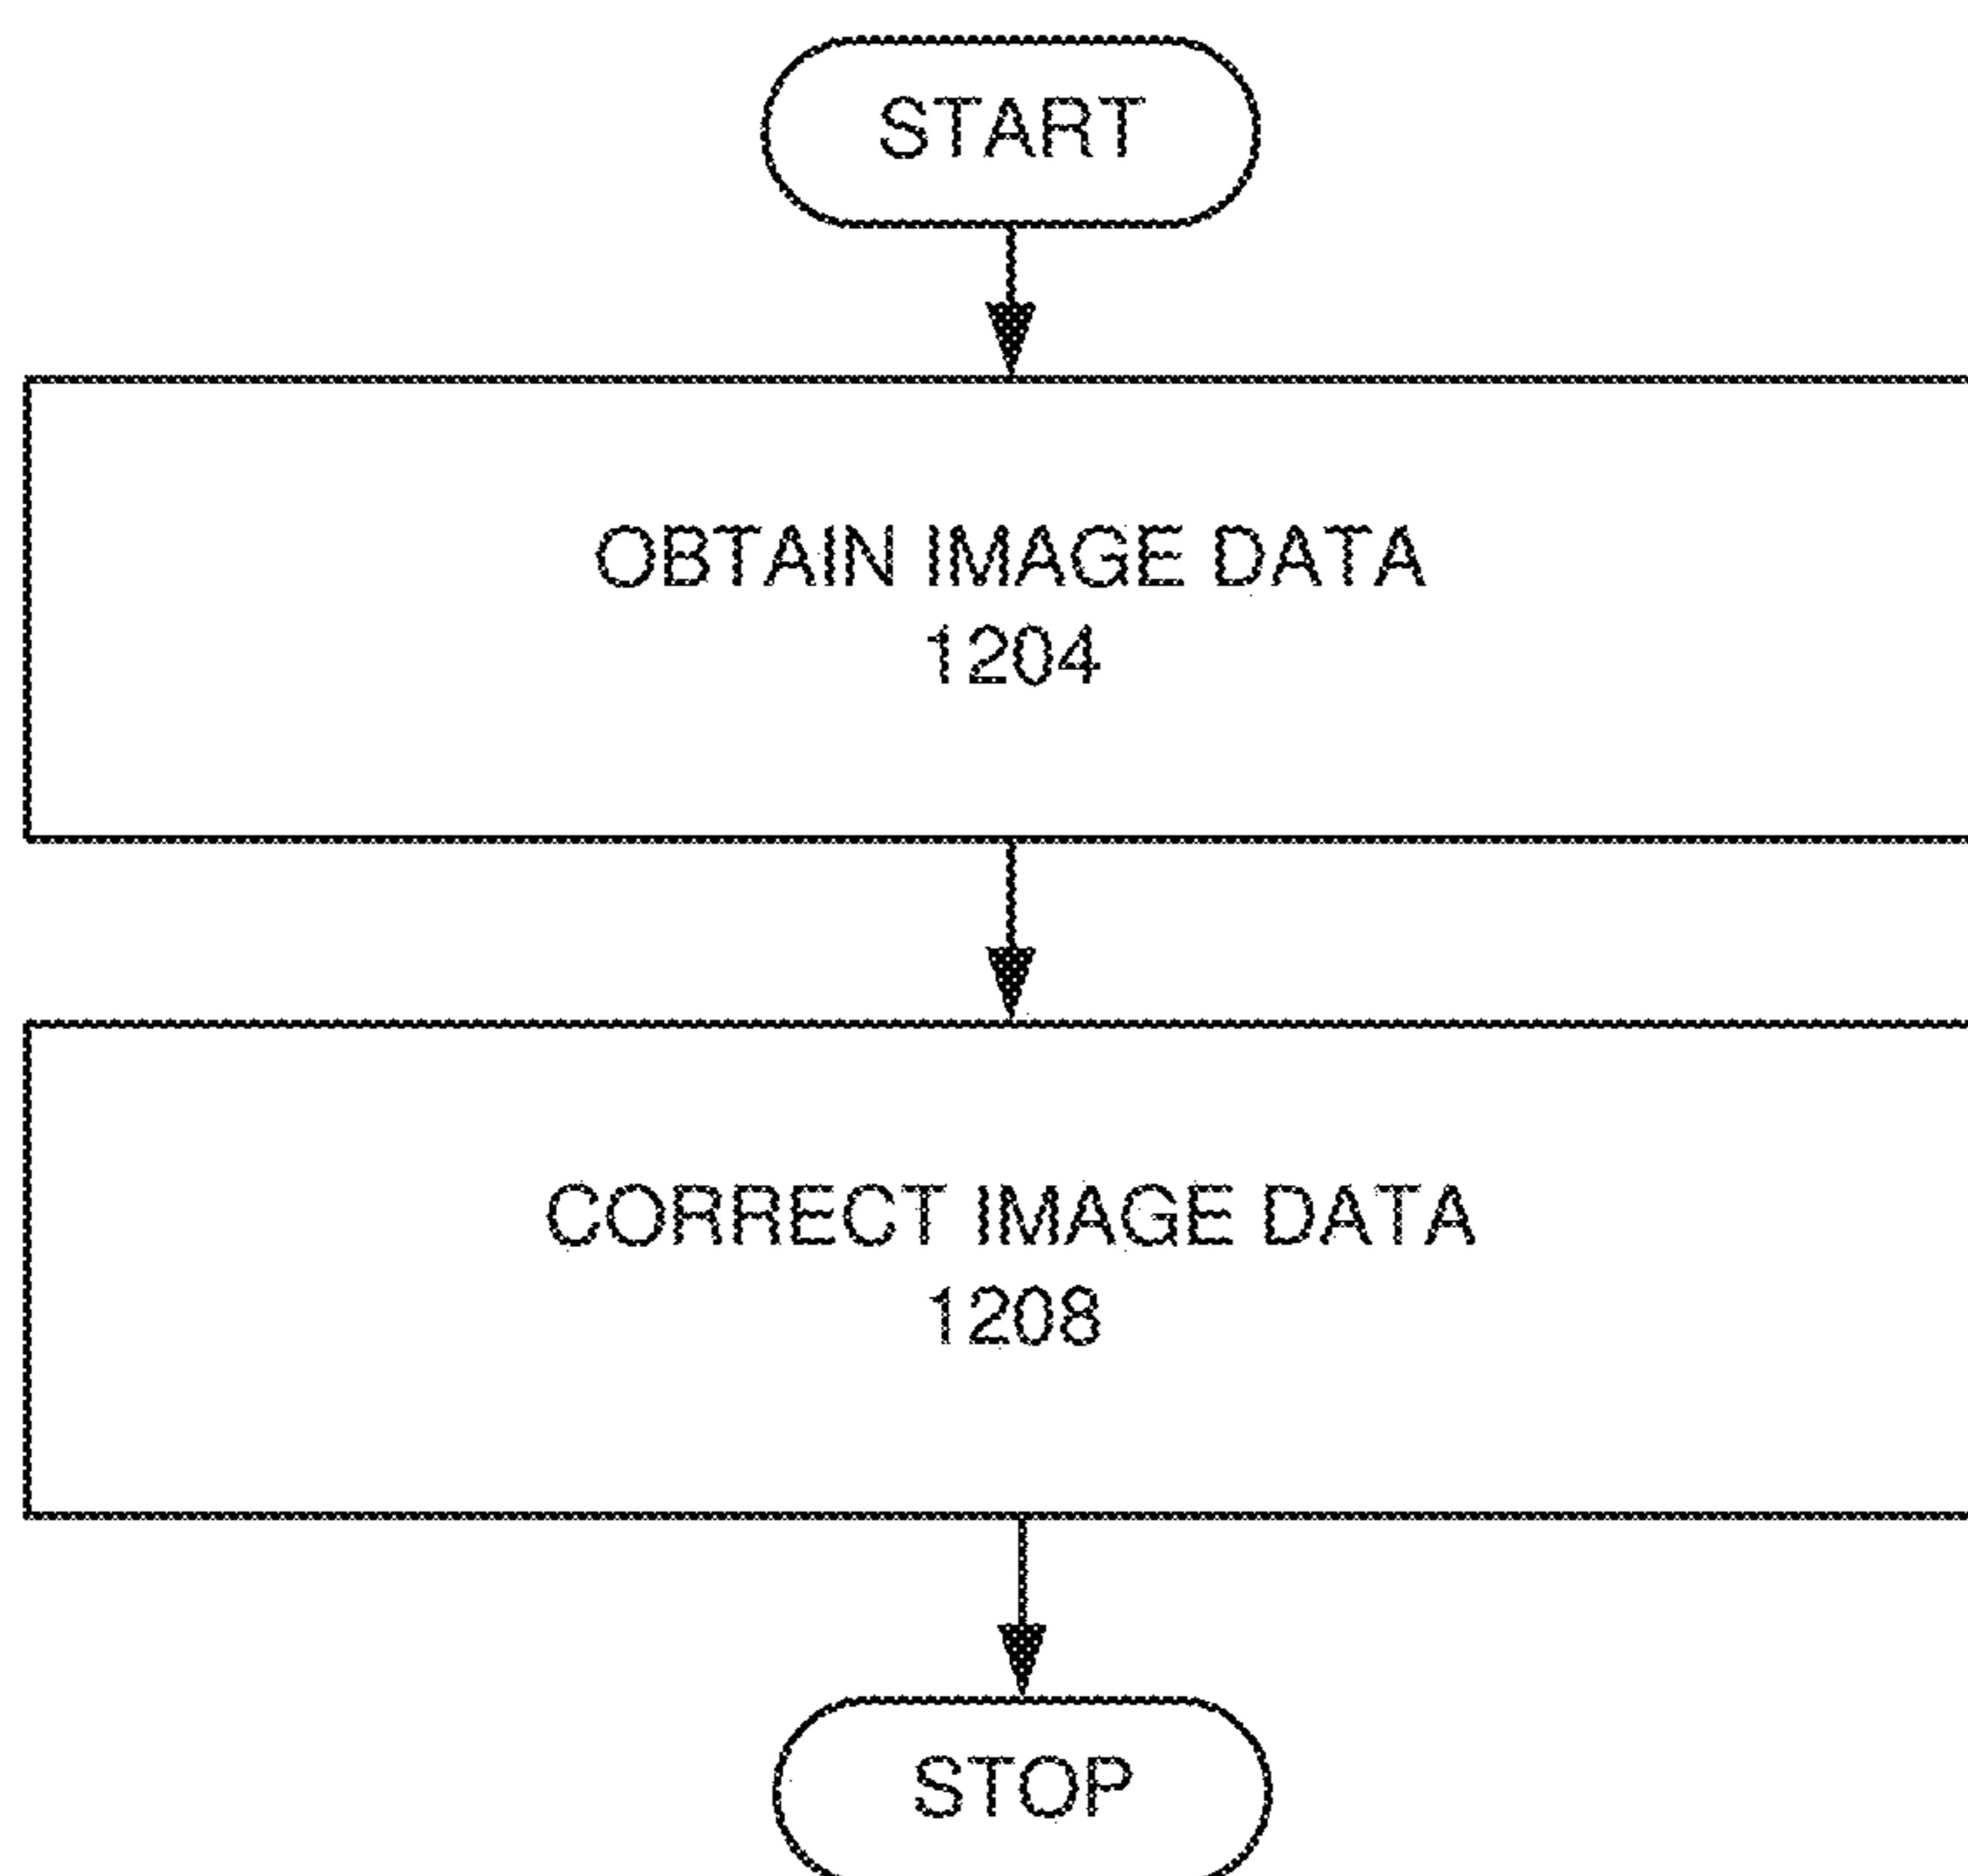 START
OBTAIN IMAGE DATA
1204
CORRECT IMAGE DATA
1208
STOP